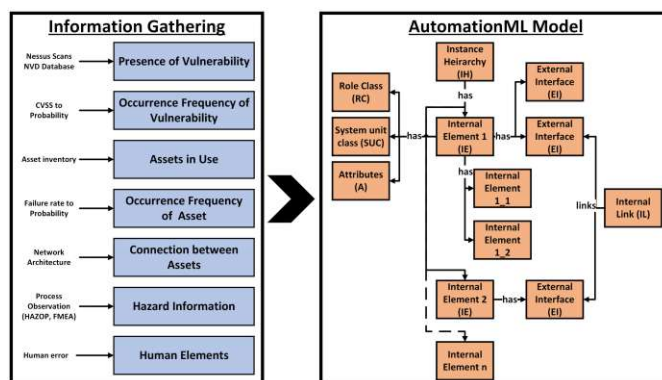 Information Gathering
Nessus Scans
NVD Database
Presence of Vulnerability
CVSS to
Probability
Occurrence Frequency of
Vulnerability
Asset inventory
Assets in Use
Failure rate to
Probability
Occurrence Frequency
of Asset
Network
Architecture
Connection between
Assets
Process
Observation
(HAZOP, FMEA)
Hazard Information
Human error
Human Elements
AutomationML Model
Instance
Heirarchy
(IH)
has
Role Class
(RC)
System unit
class (SUC)
Attributes
(A)
has
Internal
Element 1
(IE)
has
External
Interface
(EI)
External
Interface
(EI)
has
Internal
Element
1_1
Internal
Element
1_2
links
Internal
Link (IL)
Internal
Element 2
(IE)
has
External
Interface
(EI)
Internal
Element n